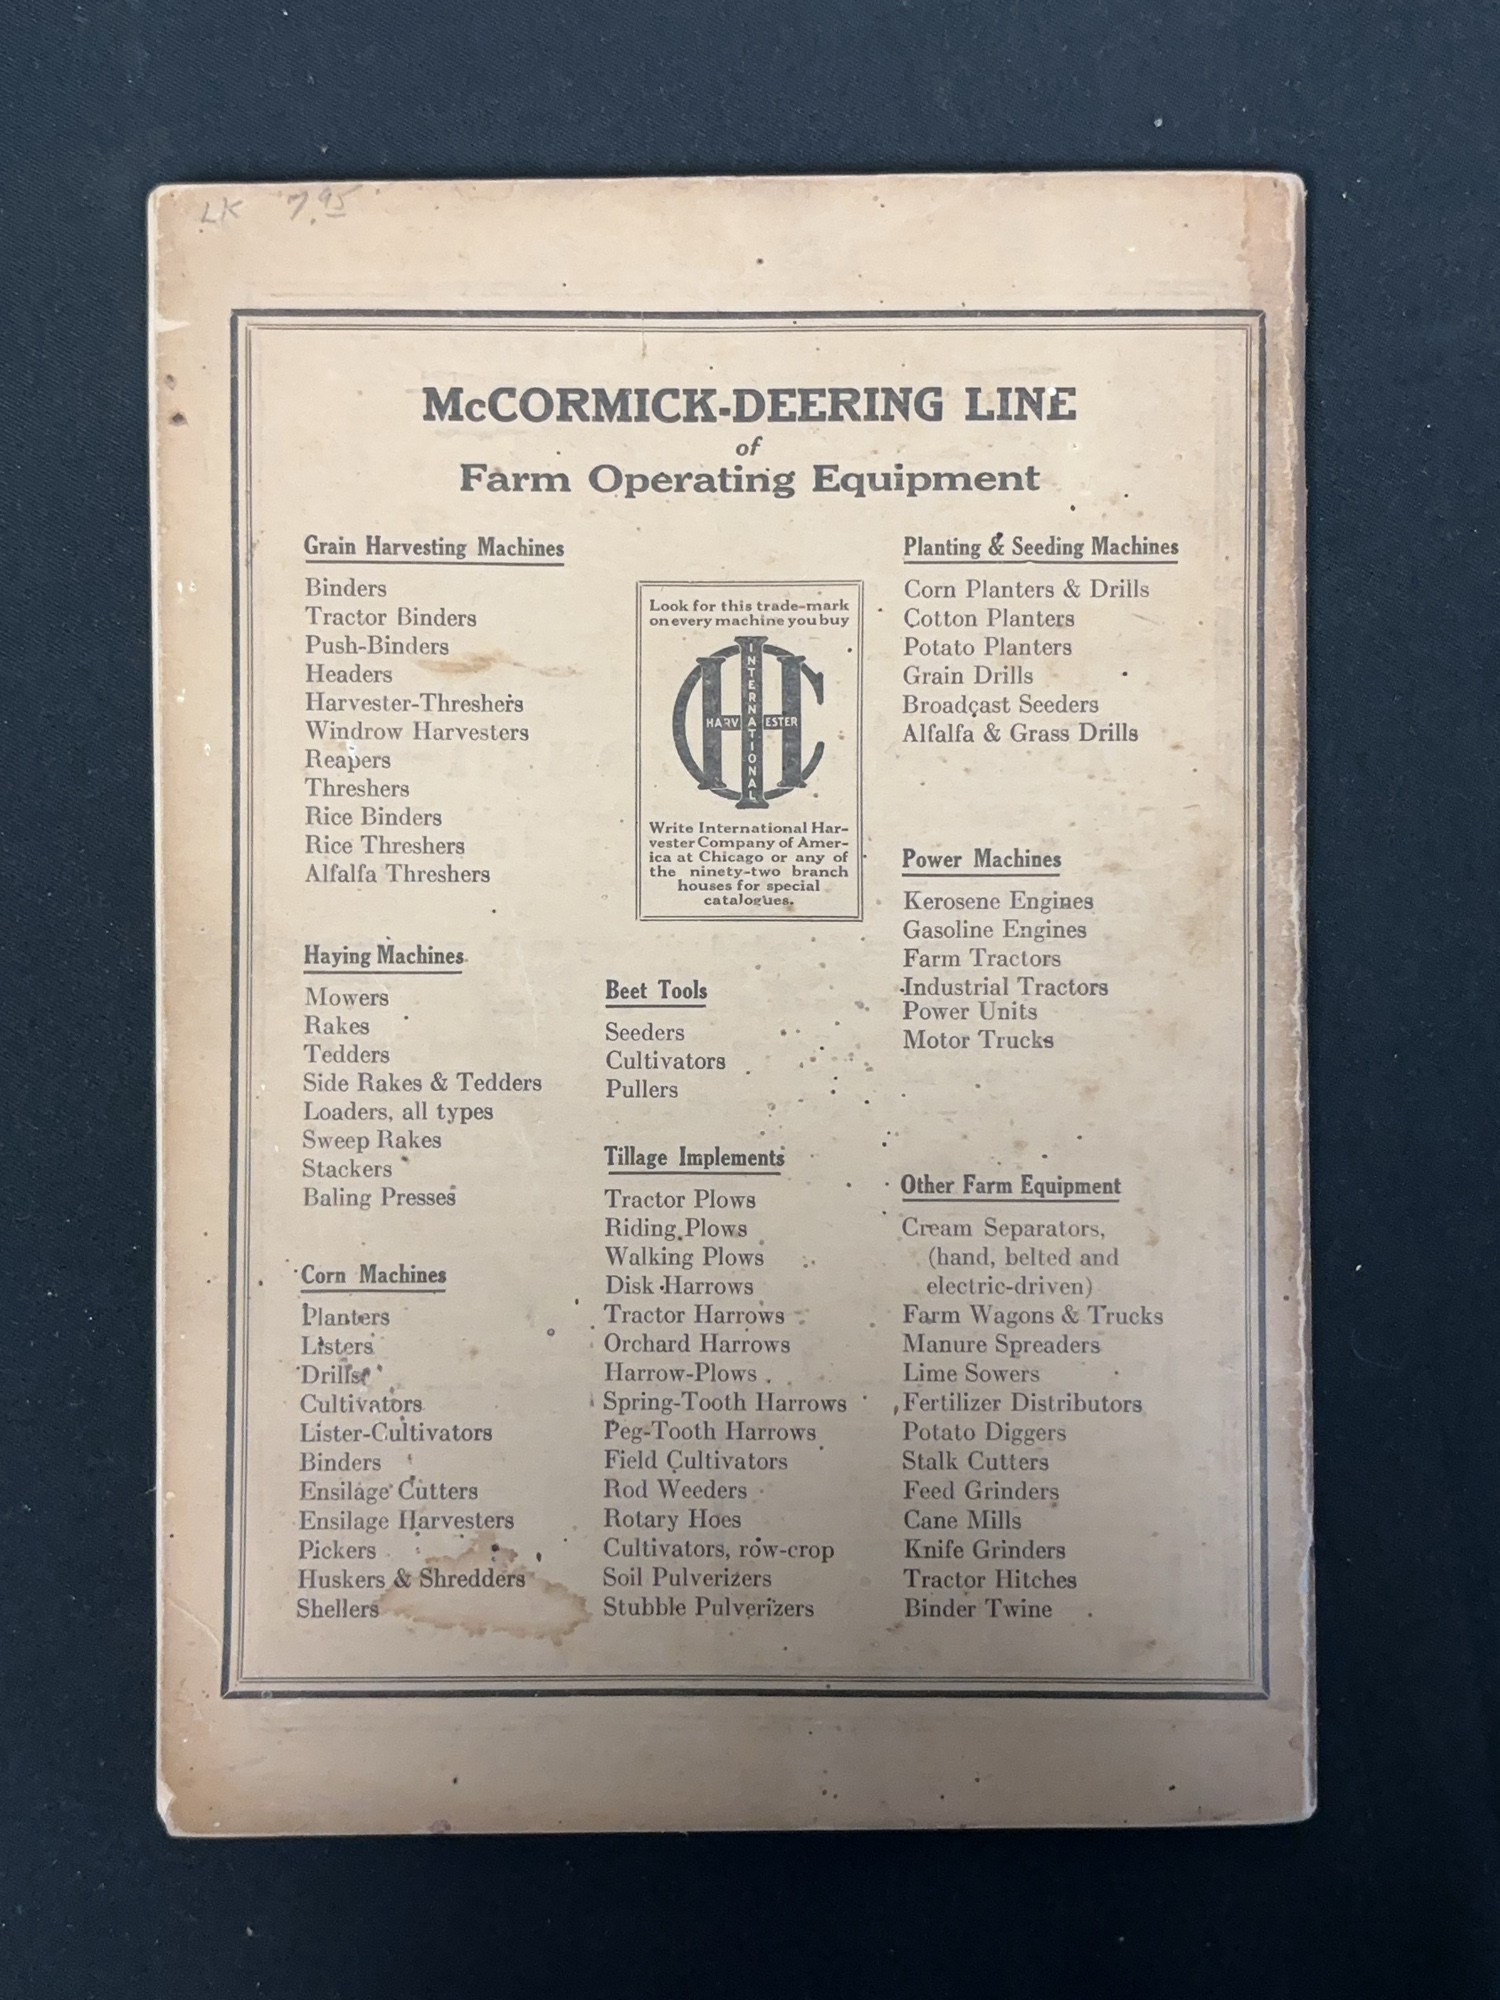 LK 7.95
McCORMICK-DEERING LINE
of
Farm Operating Equipment
Grain Harvesting Machines
Binders
Tractor Binders
Push-Binders
Headers
Harvester-Threshers
Windrow Harvesters
Reapers
Threshers
Rice Binders
Rice Threshers
Alfalfa Threshers
Haying Machines
Mowers
Rakes
Tedders
Side Rakes & Tedders
Loaders, all types
Sweep Rakes
Stackers
Baling Presses
Corn Machines
Planters
Listers
Drills
Cultivators
Lister-Cultivators
Binders
Ensilage Cutters
Ensilage Harvesters
Pickers
Huskers & Shredders
Shellers
Look for this trade-mark
on every machine you buy
INTERNATIONAL
HARVESTER
Write International Har-
vester Company of Amer-
ica at Chicago or any of
the ninety-two branch
houses for special
catalogues.
Beet Tools
Seeders
Cultivators
Pullers
Tillage Implements
Tractor Plows
Riding Plows
Walking Plows
Disk Harrows
Tractor Harrows
Orchard Harrows
Harrow-Plows
Spring-Tooth Harrows
Peg-Tooth Harrows
Field Cultivators
Rod Weeders
Rotary Hoes
Cultivators, row-crop
Soil Pulverizers
Stubble Pulverizers
Planting & Seeding Machines
Corn Planters & Drills
Cotton Planters
Potato Planters
Grain Drills
Broadcast Seeders
Alfalfa & Grass Drills
Power Machines
Kerosene Engines
Gasoline Engines
Farm Tractors
Industrial Tractors
Power Units
Motor Trucks
Other Farm Equipment
Cream Separators,
(hand, belted and
electric-driven)
Farm Wagons & Trucks
Manure Spreaders
Lime Sowers
Fertilizer Distributors
Potato Diggers
Stalk Cutters
Feed Grinders
Cane Mills
Knife Grinders
Tractor Hitches
Binder Twine